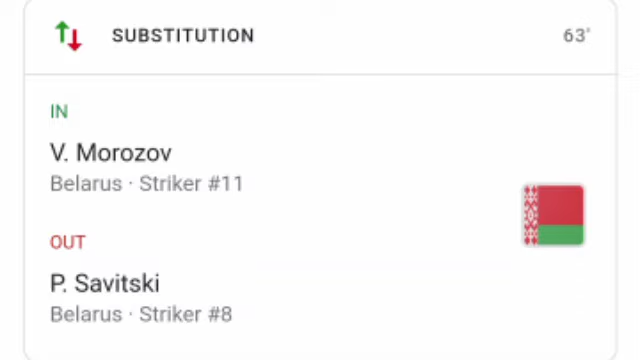 SUBSTITUTION 63'
IN
V. Morozov
Belarus · Striker #11
OUT
P. Savitski
Belarus · Striker #8